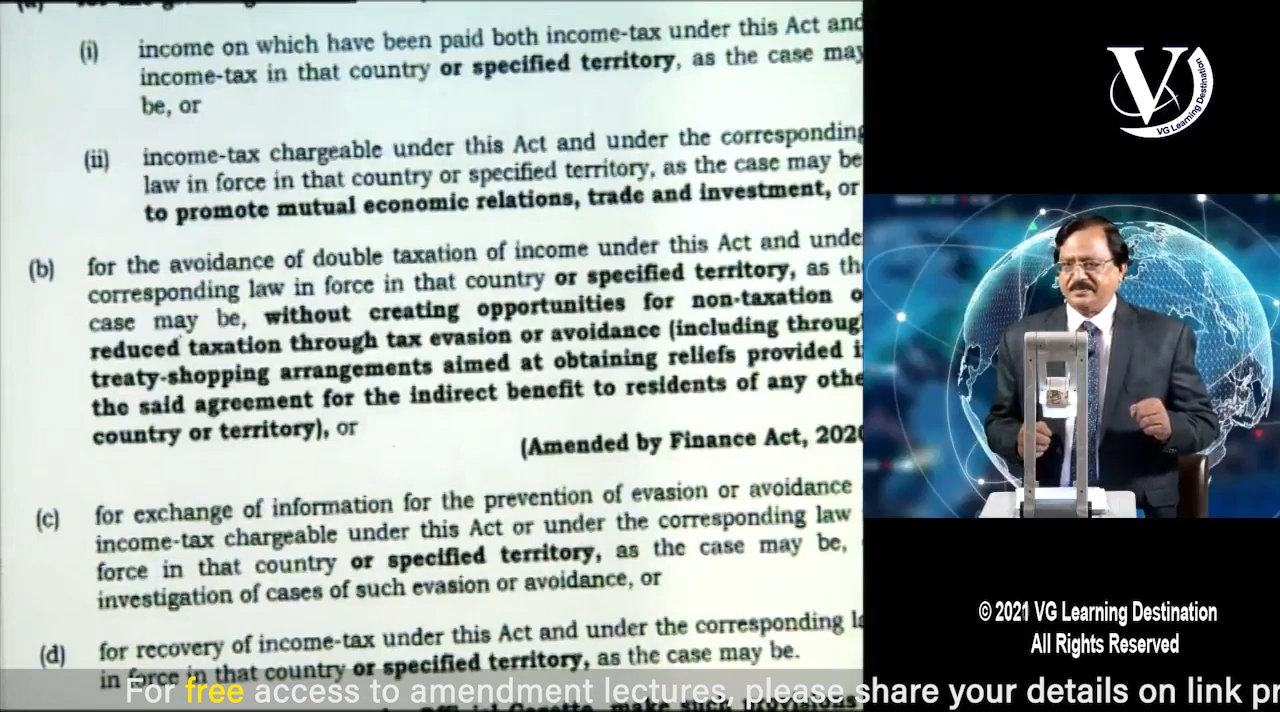 (i) income on which have been paid both income-tax under this Act and
income-tax in that country or specified territory, as the case may
be, or
(ii) income-tax chargeable under this Act and under the corresponding
law in force in that country or specified territory, as the case may be
to promote mutual economic relations, trade and investment, or
(b) for the avoidance of double taxation of income under this Act and unde
corresponding law in force in that country or specified territory, as th
case may be, without creating opportunities for non-taxation o
reduced taxation through tax evasion or avoidance (including throug
treaty-shopping arrangements aimed at obtaining reliefs provided i
the said agreement for the indirect benefit to residents of any othe
country or territory), or
(Amended by Finance Act, 2020
(c) for exchange of information for the prevention of evasion or avoidance
income-tax chargeable under this Act or under the corresponding law
force in that country or specified territory, as the case may be,
investigation of cases of such evasion or avoidance, or
(d) for recovery of income-tax under this Act and under the corresponding la
in force in that country or specified territory, as the case may be.
For free access to amendment lectures, please share your details on link pr
V
VG Learning Destination
© 2021 VG Learning Destination
All Rights Reserved